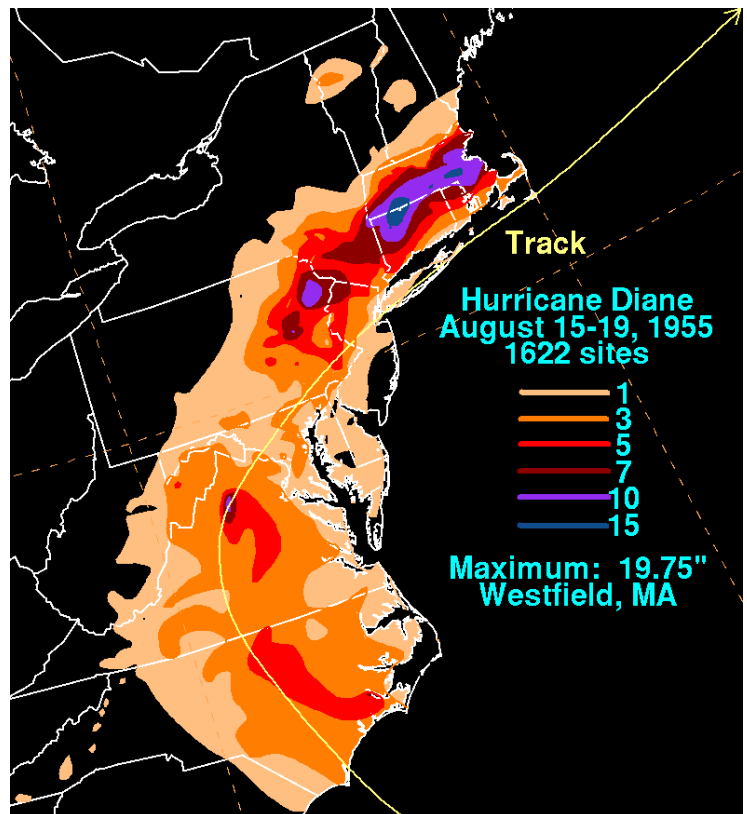 Track
Hurricane Diane
August 15-19, 1955
1622 sites
1
3
5
7
10
15
Maximum: 19.75"
Westfield, MA